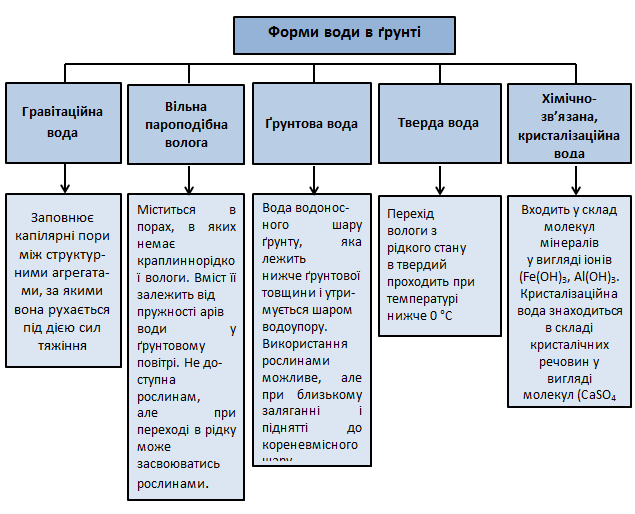 Форми води в ґрунті
Гравітаційна
вода
Вільна
пароподібна
волога
Ґрунтова вода
Тверда вода
Хімічно-
зв’язана,
кристалізаційна
вода
Заповнює
капілярні пори
між структур-
ними агрегата-
ми, за якими
вона рухається
під дією сил
тяжіння
Міститься в
порах, в яких
немає
краплиннорідко
ї вологи. Вміст її
залежить від
пружності арів
води у
ґрунтовому
повітрі. Не до-
ступна
рослинам,
але при
переході в рідку
може
засвоюватись
рослинами.
Вода водонос-
ного шару
ґрунту, яка
лежить
нижче ґрунтової
товщини і утри-
мується шаром
водоупору.
Використання
рослинами
можливе, але
при близькому
заляганні і
піднятті до
кореневмісного
шару
Перехід
вологи з
рідкого стану
в твердий
проходить при
температурі
нижче 0 °С
Входить у склад
молекул
мінералів
у вигляді іонів
(Fe(OH)₃, Al(OH)₃.
Кристалізаційна
вода знаходиться
в складі
кристалічних
речовин у
вигляді
молекул (CaSO₄